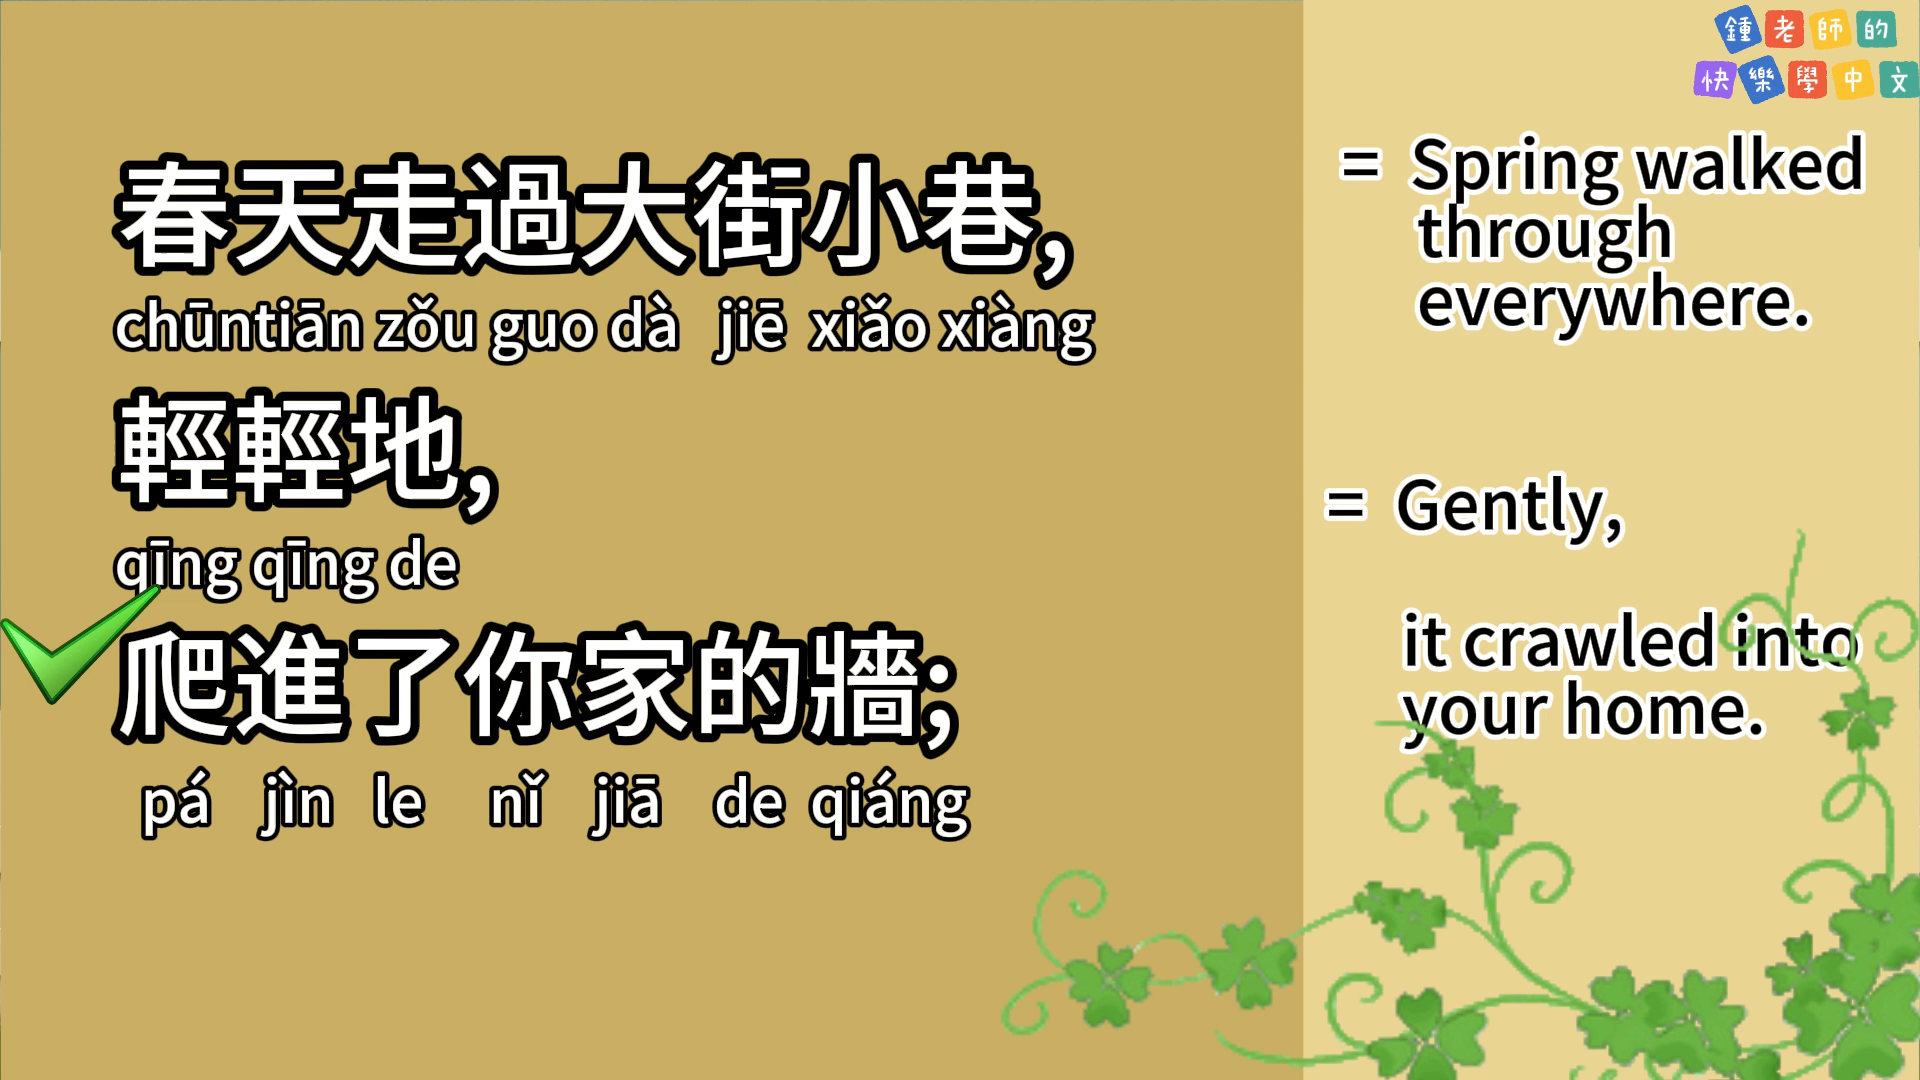 鍾老師的
快樂學中文
春天走過大街小巷,
chūntiān zǒu guo dà jiē xiǎo xiàng
輕輕地,
qīng qīng de
爬進了你家的牆;
pá jìn le nǐ jiā de qiáng
= Spring walked
through
everywhere.
= Gently,
it crawled into
your home.